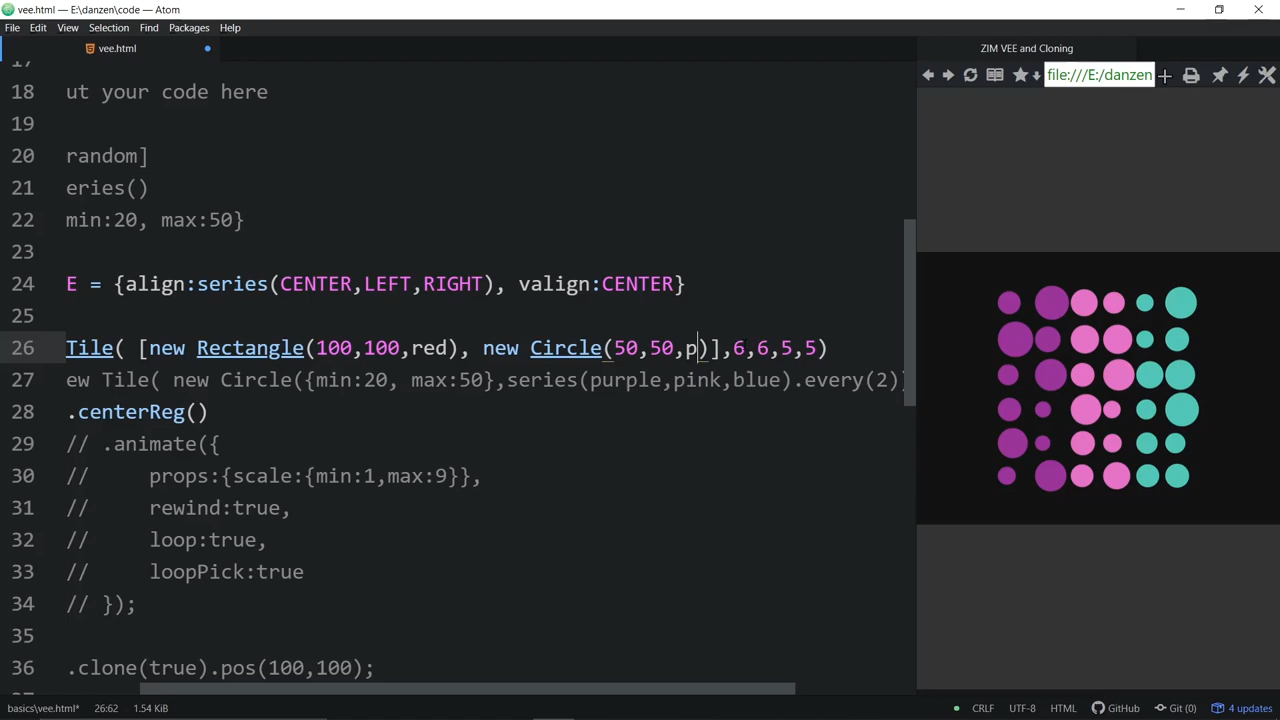 vee.html — E:\danzen\code — Atom
File Edit View Selection Find Packages Help
vee.html
ZIM VEE and Cloning
file:///E:/danzen
17
18 ut your code here
19
20 random]
21 eries()
22 min:20, max:50}
23
24 E = {align:series(CENTER,LEFT,RIGHT), valign:CENTER}
25
26 Tile( [new Rectangle(100,100,red), new Circle(50,50,p)],6,6,5,5)
27 ew Tile( new Circle({min:20, max:50},series(purple,pink,blue).every(2))
28 .centerReg()
29 // .animate({
30 // props:{scale:{min:1,max:9}},
31 // rewind:true,
32 // loop:true,
33 // loopPick:true
34 // });
35
36 .clone(true).pos(100,100);
basics\vee.html* 26:62 1.54 KiB CRLF UTF-8 HTML GitHub Git (0) 4 updates